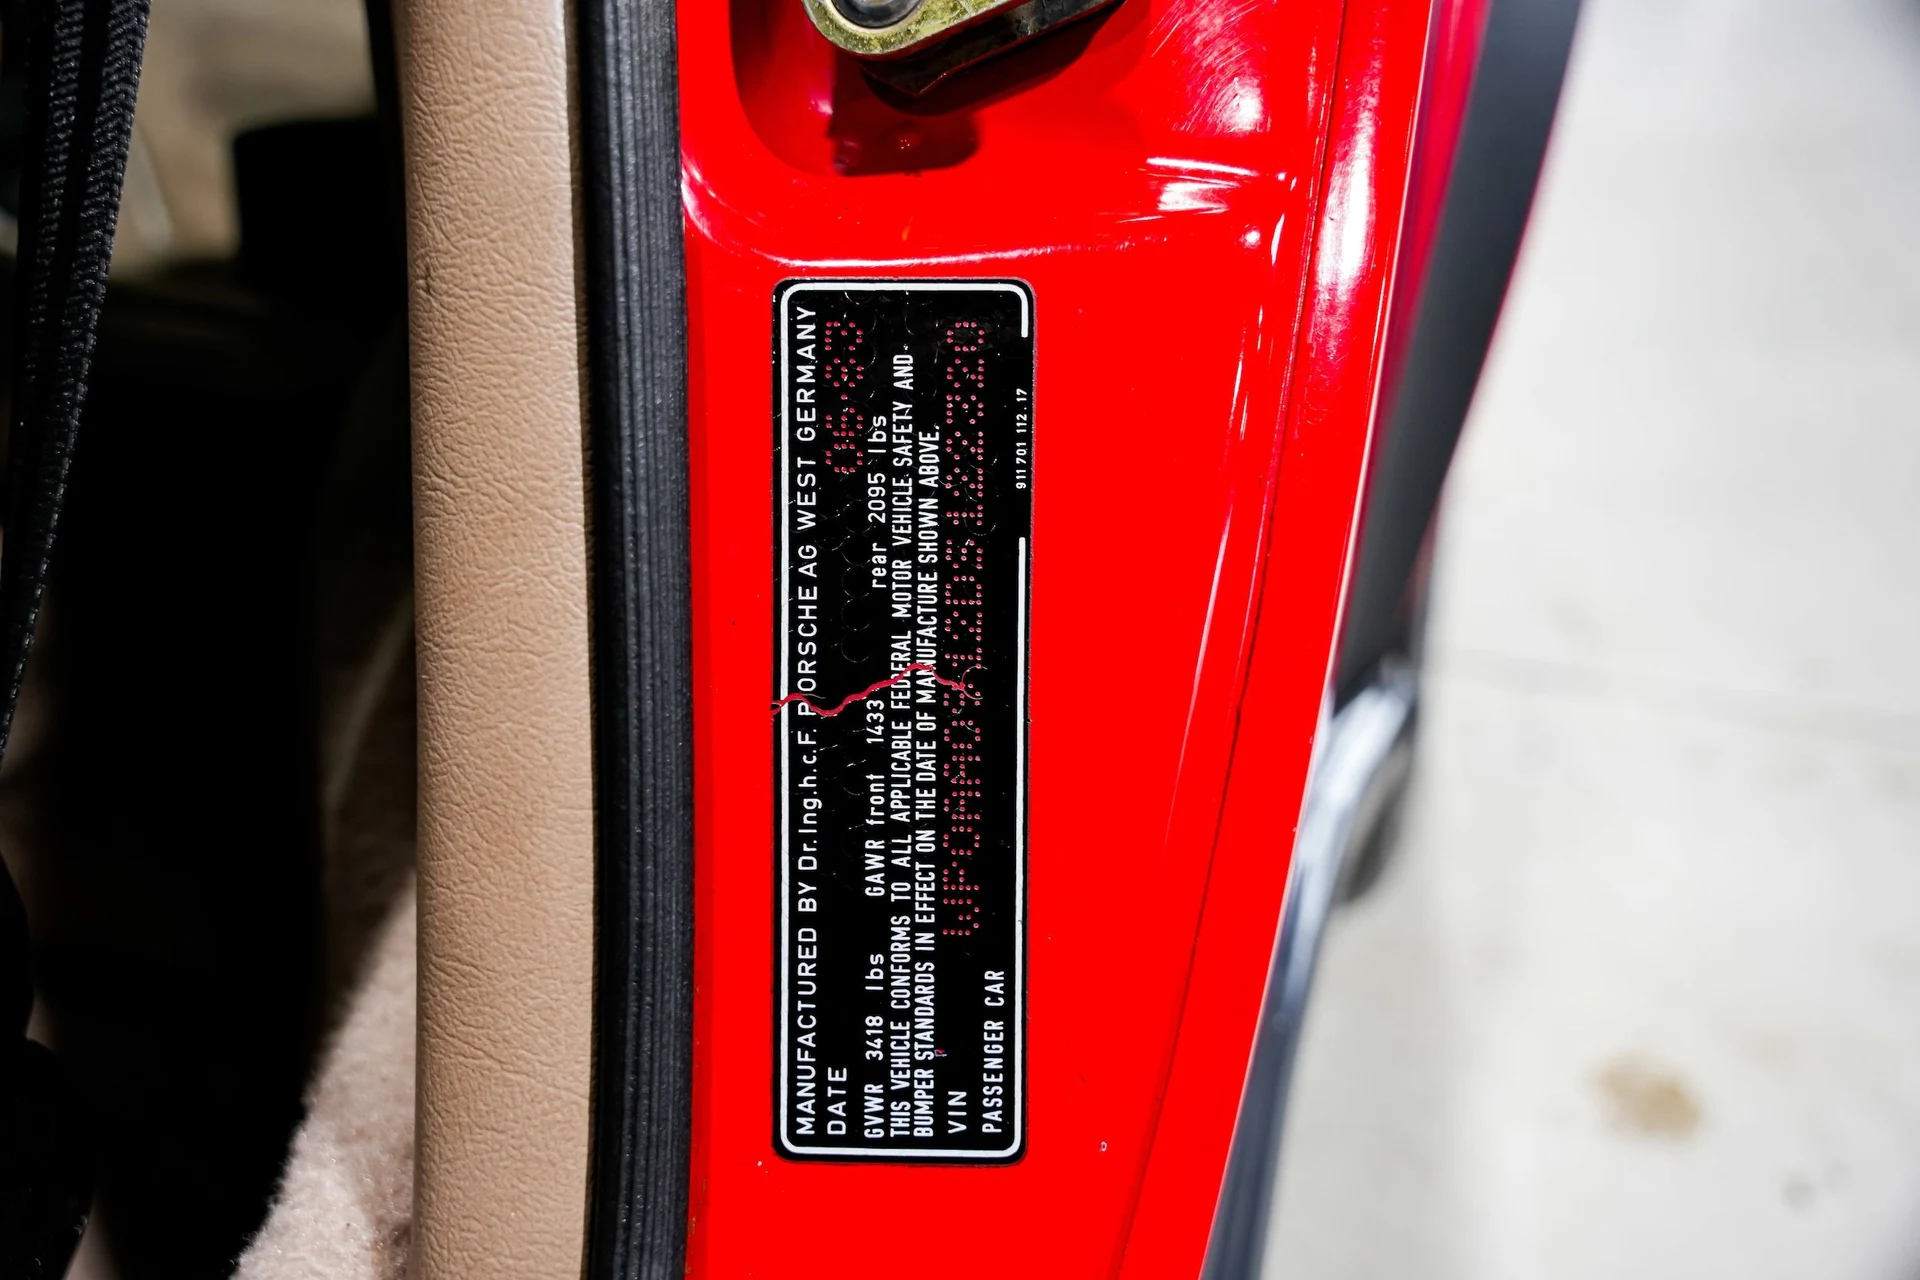 MANUFACTURED BY Dr.Ing.h.c.F. PORSCHE AG WEST GERMANY
DATE 06.83
GVWR 3418 lbs GAWR front 1433 rear 2095 lbs
THIS VEHICLE CONFORMS TO ALL APPLICABLE FEDERAL MOTOR VEHICLE SAFETY AND
BUMPER STANDARDS IN EFFECT ON THE DATE OF MANUFACTURE SHOWN ABOVE.
VIN
PASSENGER CAR
911 701 112.17